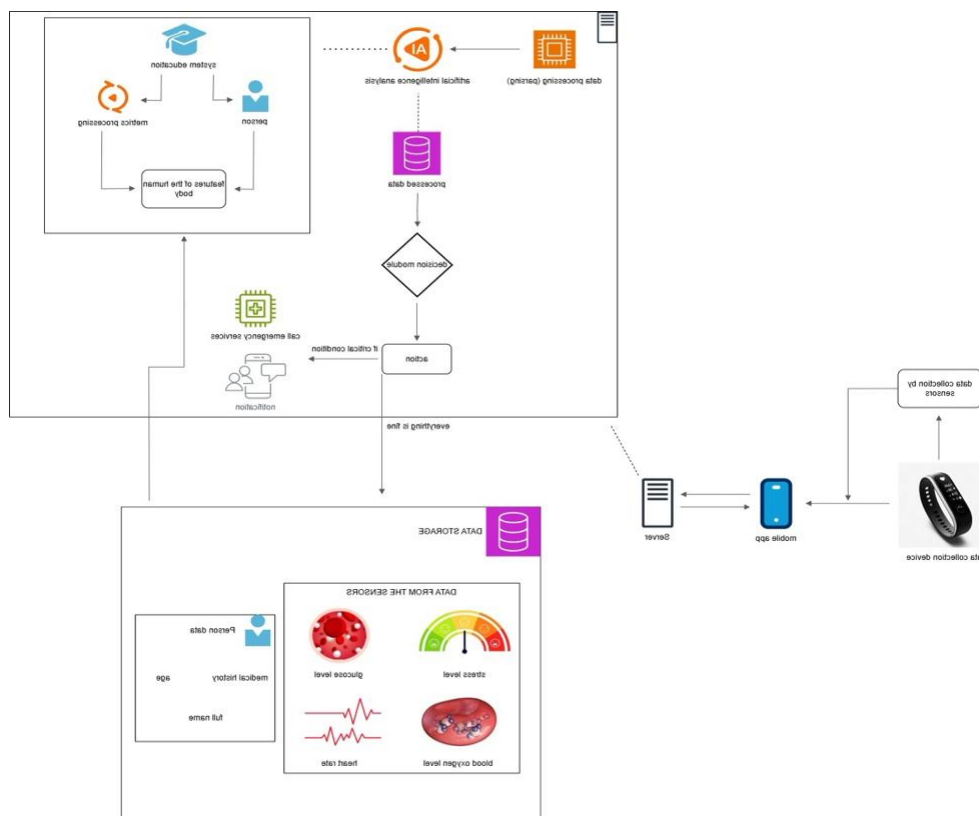 system education
metrics processing
person
features of the human
body
AI
artificial intelligence analysis
data processing (parsing)
processed data
decision module
action
if critical condition
call emergency services
notification
everything is fine
data collection by
sensors
Server
mobile app
data collection device
DATA STORAGE
DATA FROM THE SENSORS
glucose level
stress level
heart rate
blood oxygen level
Person data
age
medical history
full name